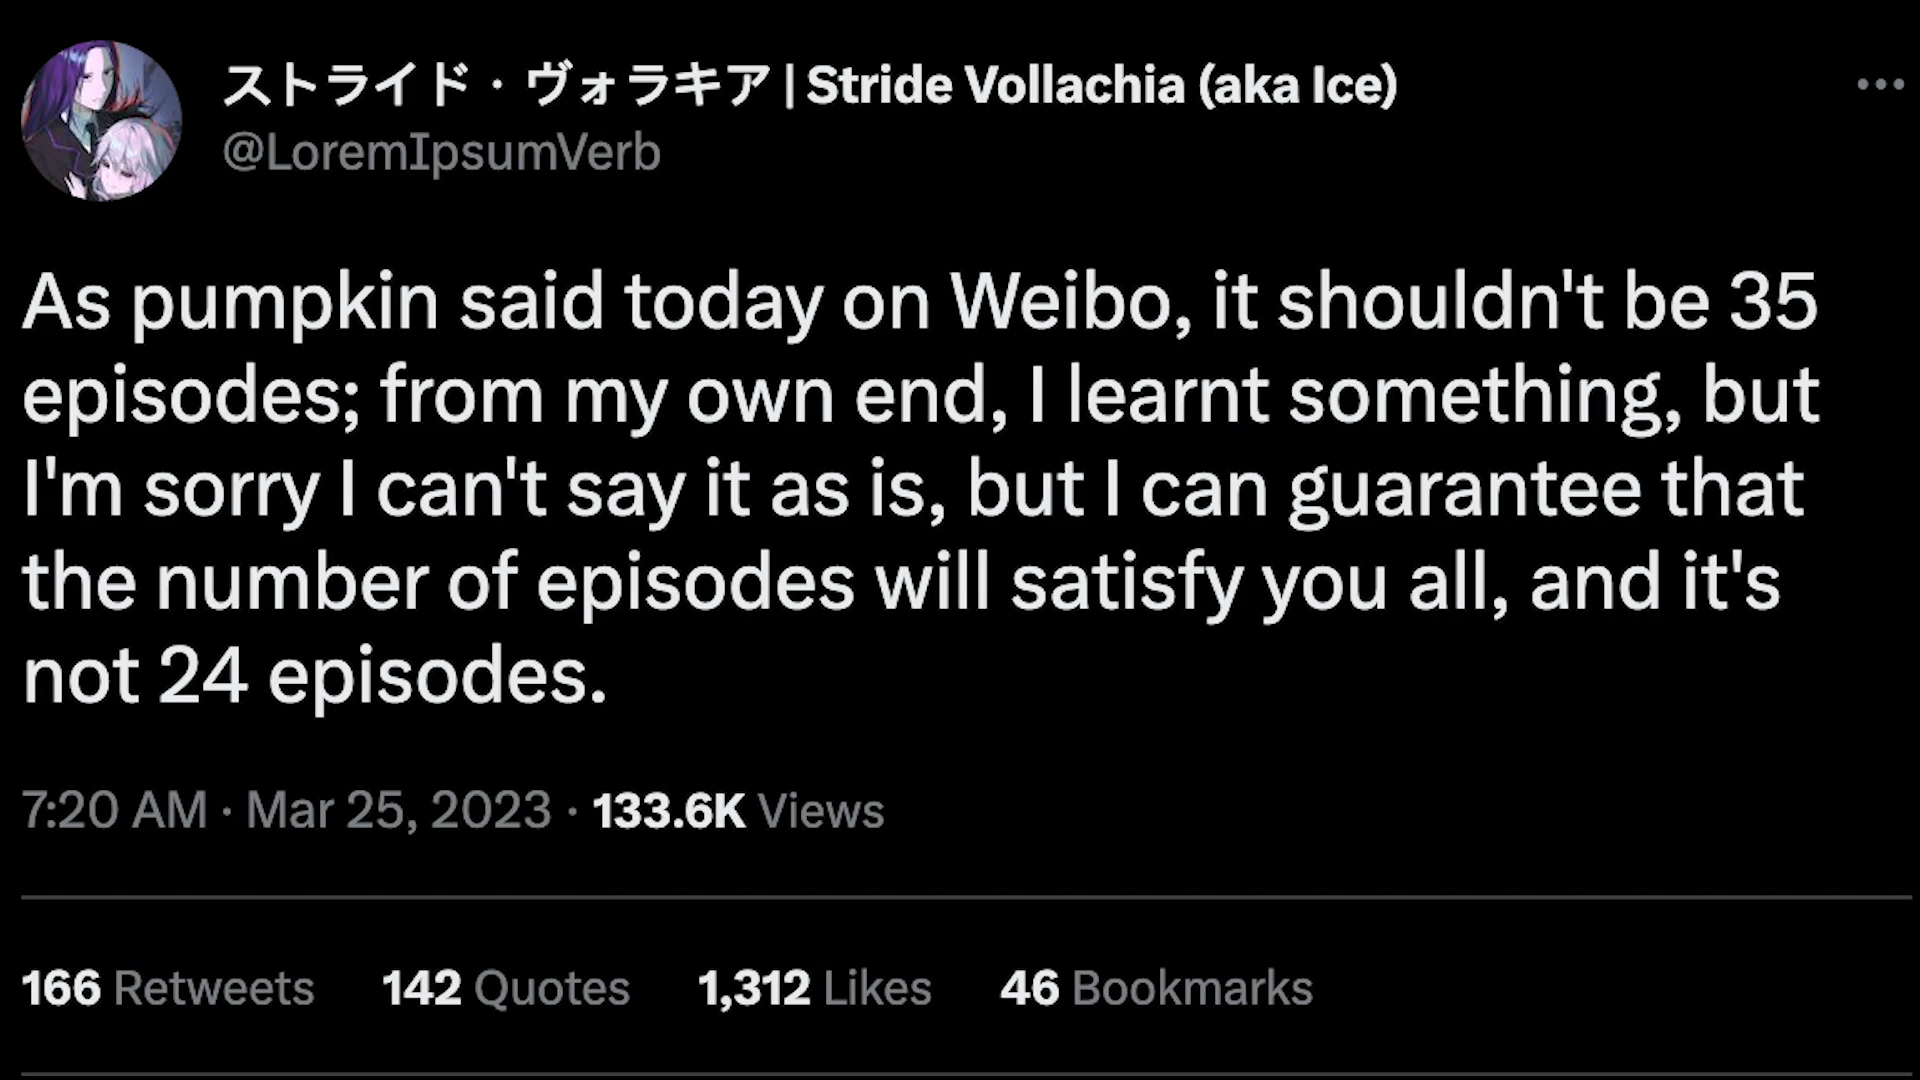 ストライド・ヴォラキア | Stride Vollachia (aka Ice)
@LoremIpsumVerb
As pumpkin said today on Weibo, it shouldn't be 35
episodes; from my own end, I learnt something, but
I'm sorry I can't say it as is, but I can guarantee that
the number of episodes will satisfy you all, and it's
not 24 episodes.
7:20 AM · Mar 25, 2023 · 133.6K Views
166 Retweets 142 Quotes 1,312 Likes 46 Bookmarks